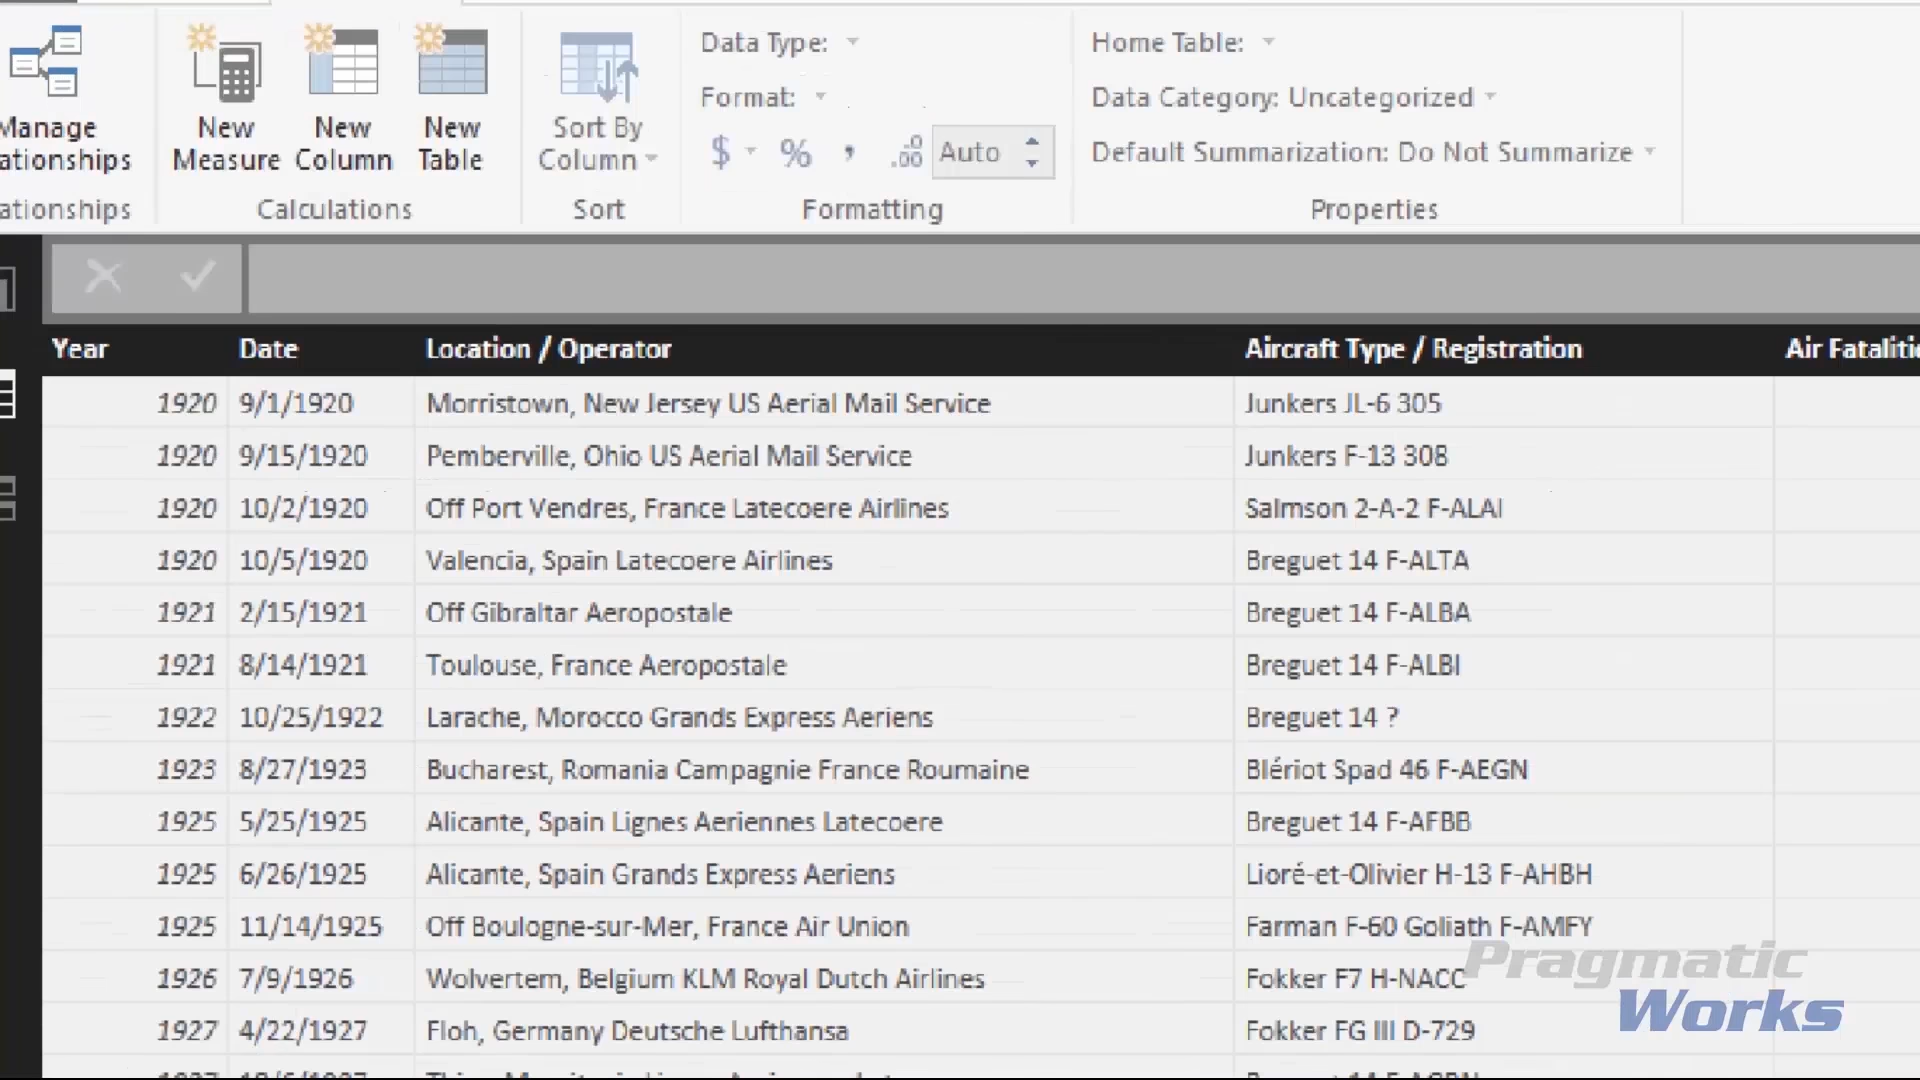 Data Type:
Home Table:
Format:
Data Category: Uncategorized
Manage
ationships
New
Measure
New
Column
New
Table
Sort By
Column
$ % , .00 Auto
Default Summarization: Do Not Summarize
ationships
Calculations
Sort
Formatting
Properties
Year Date Location / Operator Aircraft Type / Registration Air Fataliti
1920 9/1/1920 Morristown, New Jersey US Aerial Mail Service Junkers JL-6 305
1920 9/15/1920 Pemberville, Ohio US Aerial Mail Service Junkers F-13 308
1920 10/2/1920 Off Port Vendres, France Latecoere Airlines Salmson 2-A-2 F-ALAI
1920 10/5/1920 Valencia, Spain Latecoere Airlines Breguet 14 F-ALTA
1921 2/15/1921 Off Gibraltar Aeropostale Breguet 14 F-ALBA
1921 8/14/1921 Toulouse, France Aeropostale Breguet 14 F-ALBI
1922 10/25/1922 Larache, Morocco Grands Express Aeriens Breguet 14 ?
1923 8/27/1923 Bucharest, Romania Campagnie France Roumaine Blériot Spad 46 F-AEGN
1925 5/25/1925 Alicante, Spain Lignes Aeriennes Latecoere Breguet 14 F-AFBB
1925 6/26/1925 Alicante, Spain Grands Express Aeriens Lioré-et-Olivier H-13 F-AHBH
1925 11/14/1925 Off Boulogne-sur-Mer, France Air Union Farman F-60 Goliath F-AMFY
1926 7/9/1926 Wolvertem, Belgium KLM Royal Dutch Airlines Fokker F7 H-NACC
1927 4/22/1927 Floh, Germany Deutsche Lufthansa Fokker FG III D-729
Pragmatic
Works